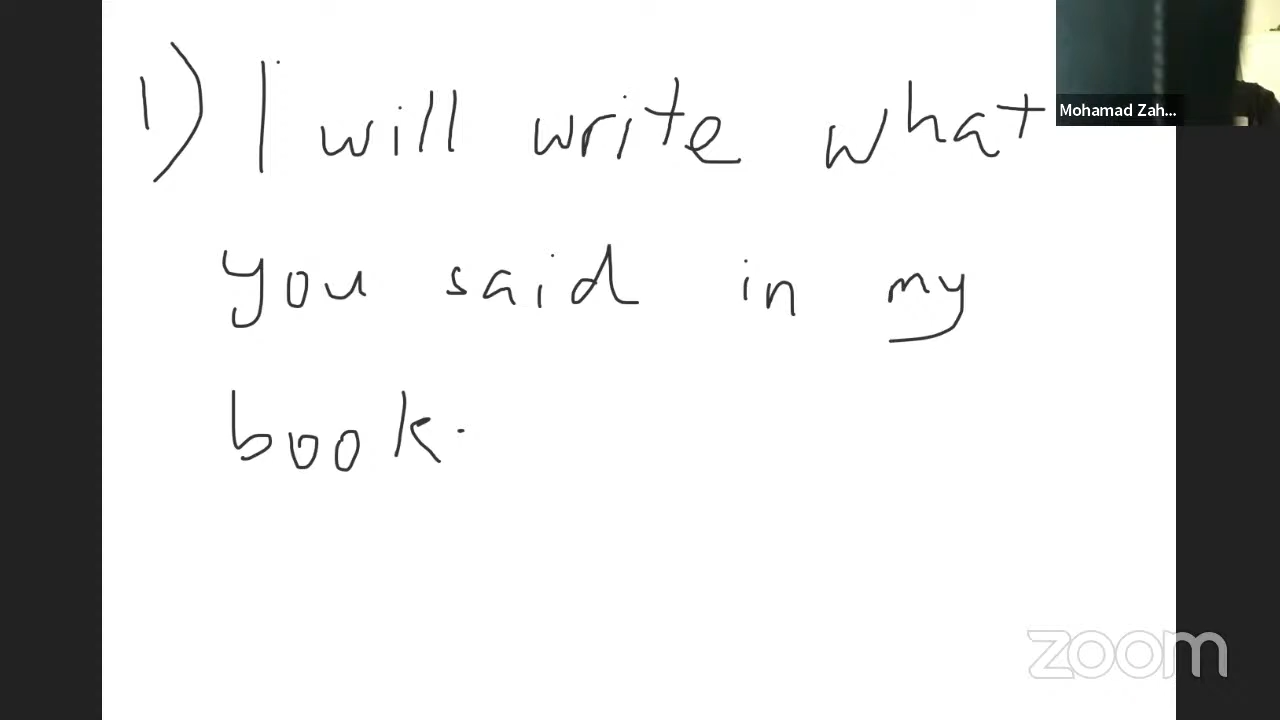 1) I will write what
Mohamad Zah...
you said in my
book.
zoom